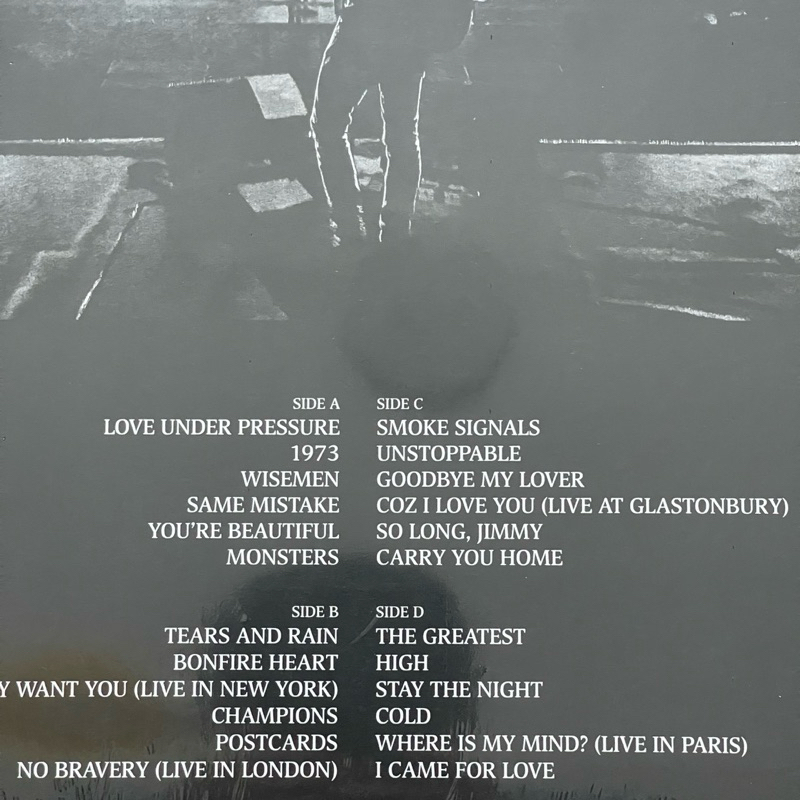 SIDE A
LOVE UNDER PRESSURE
1973
WISEMEN
SAME MISTAKE
YOU'RE BEAUTIFUL
MONSTERS
SIDE B
TEARS AND RAIN
BONFIRE HEART
WANT YOU (LIVE IN NEW YORK)
CHAMPIONS
POSTCARDS
NO BRAVERY (LIVE IN LONDON)
SIDE C
SMOKE SIGNALS
UNSTOPPABLE
GOODBYE MY LOVER
COZ I LOVE YOU (LIVE AT GLASTONBURY)
SO LONG, JIMMY
CARRY YOU HOME
SIDE D
THE GREATEST
HIGH
STAY THE NIGHT
COLD
WHERE IS MY MIND? (LIVE IN PARIS)
I CAME FOR LOVE